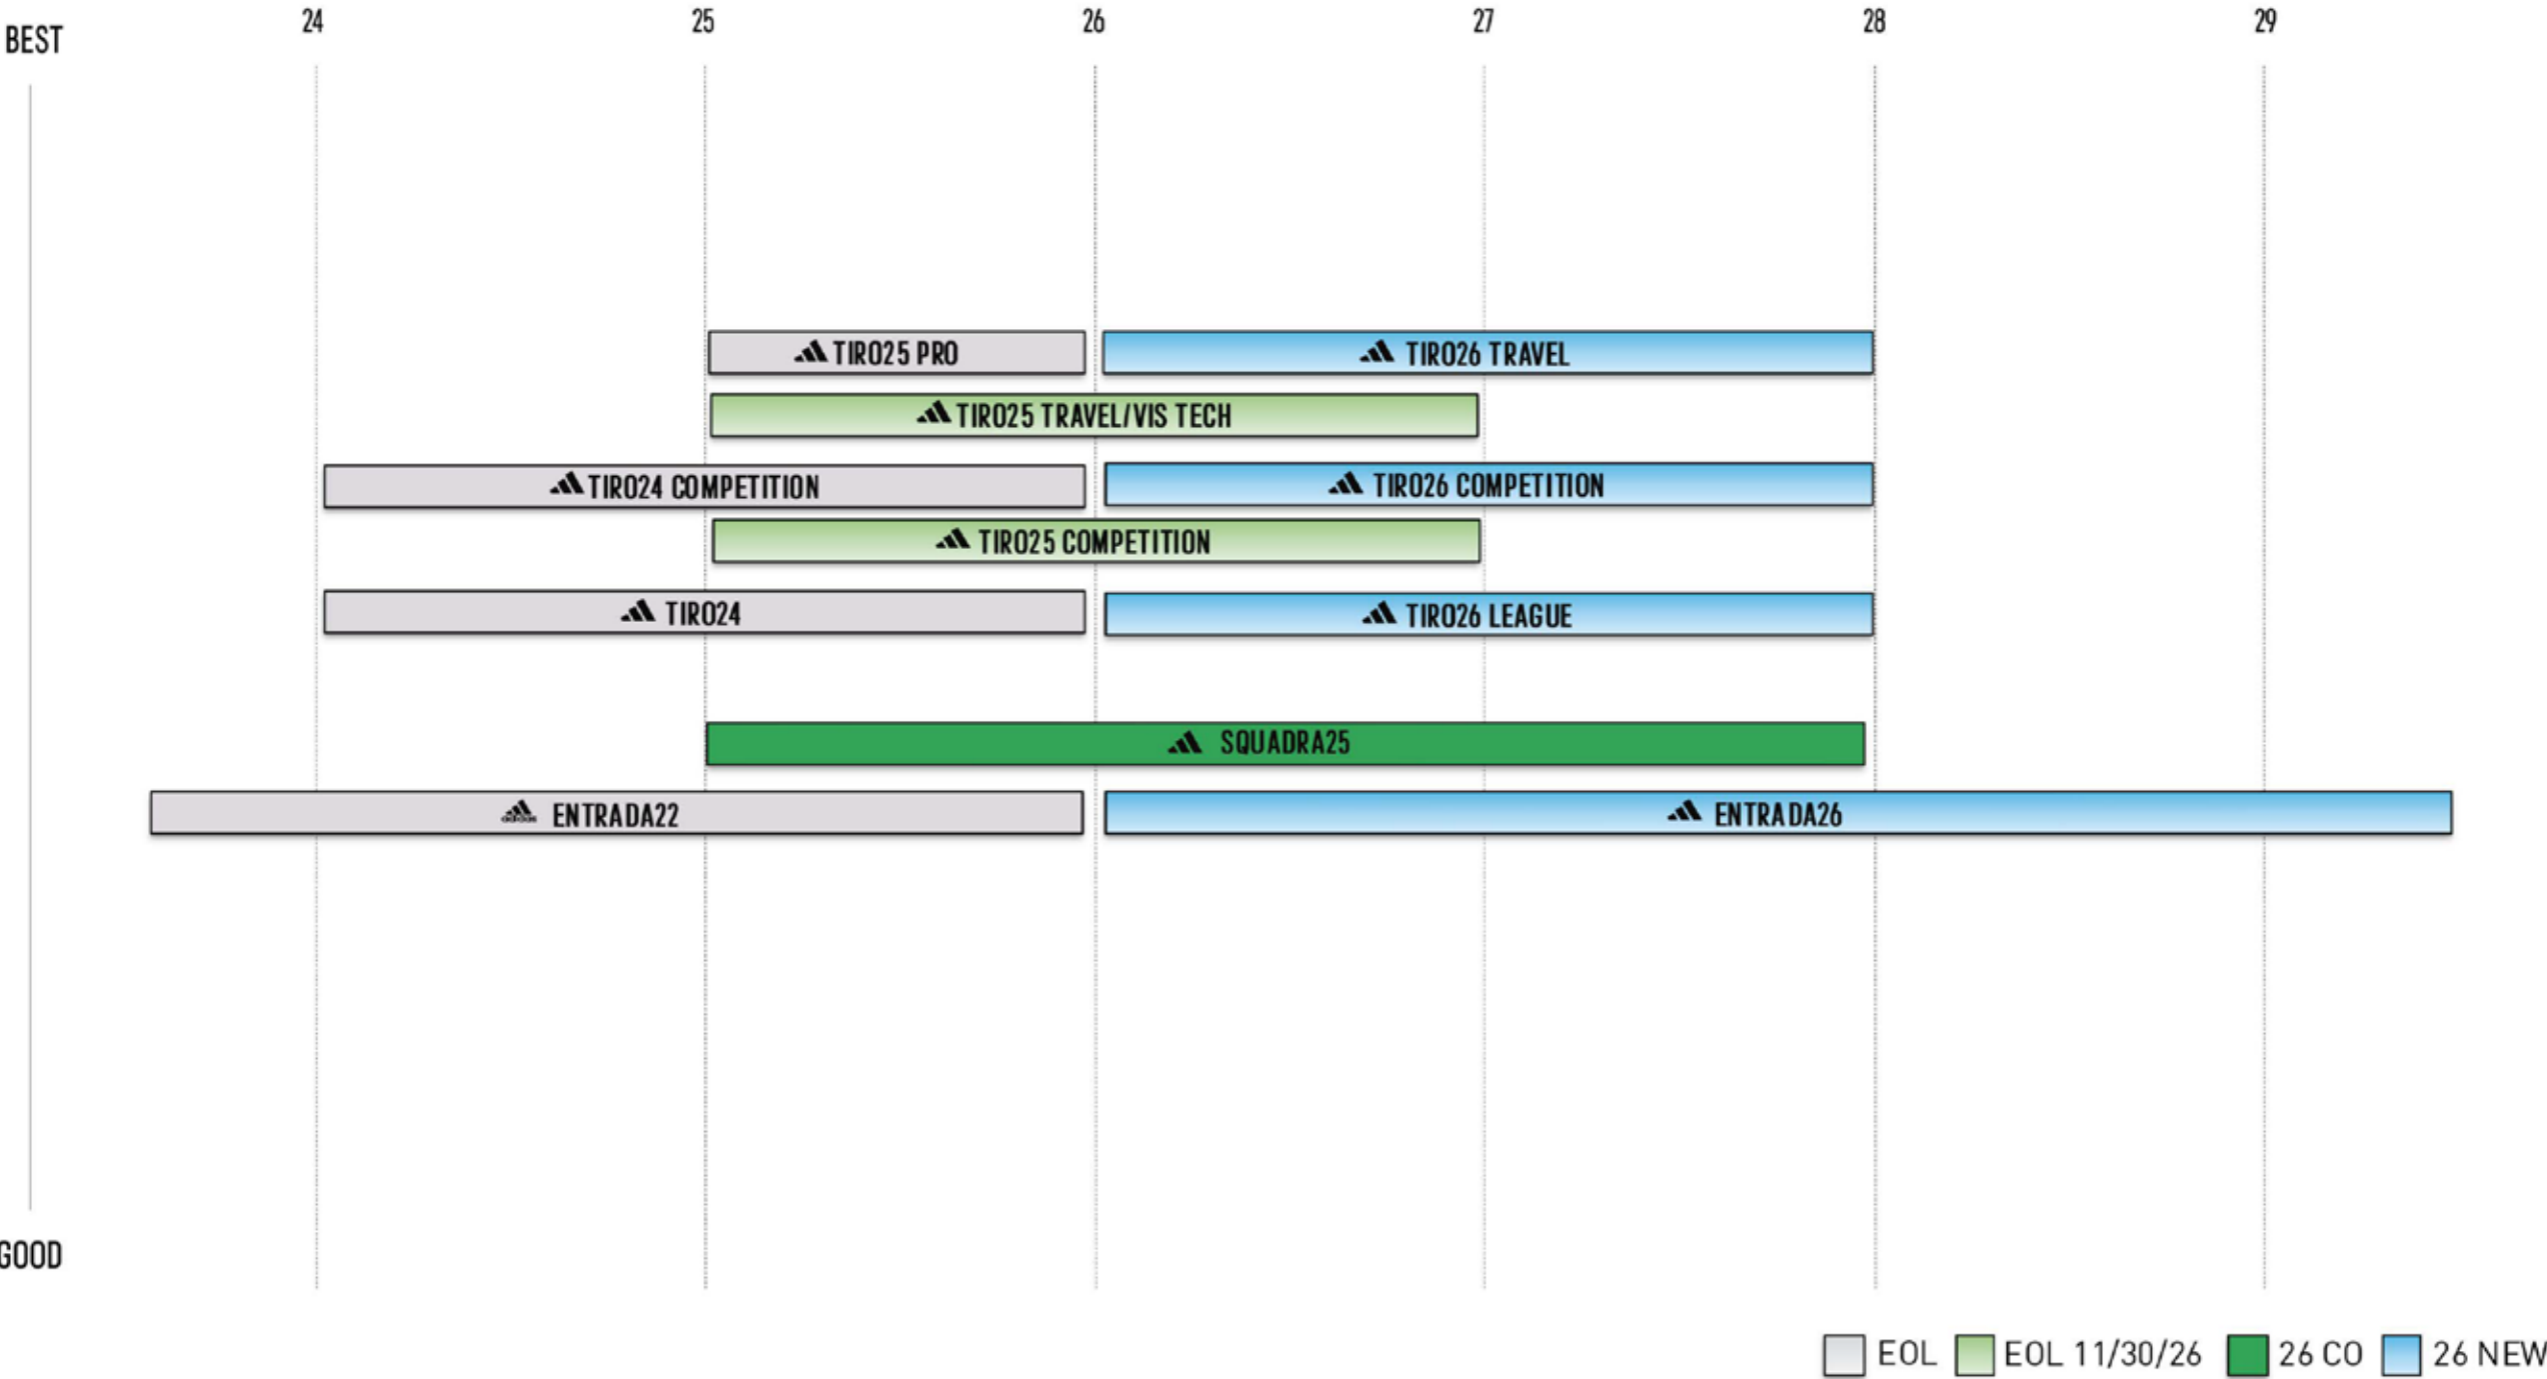 24 25 26 27 28 29
BEST
TIRO25 PRO
TIRO26 TRAVEL
TIRO25 TRAVEL/VIS TECH
TIRO24 COMPETITION
TIRO26 COMPETITION
TIRO25 COMPETITION
TIRO24
TIRO26 LEAGUE
SQUADRA25
adidas ENTRADA22
ENTRADA26
GOOD
EOL EOL 11/30/26 26 CO 26 NEW